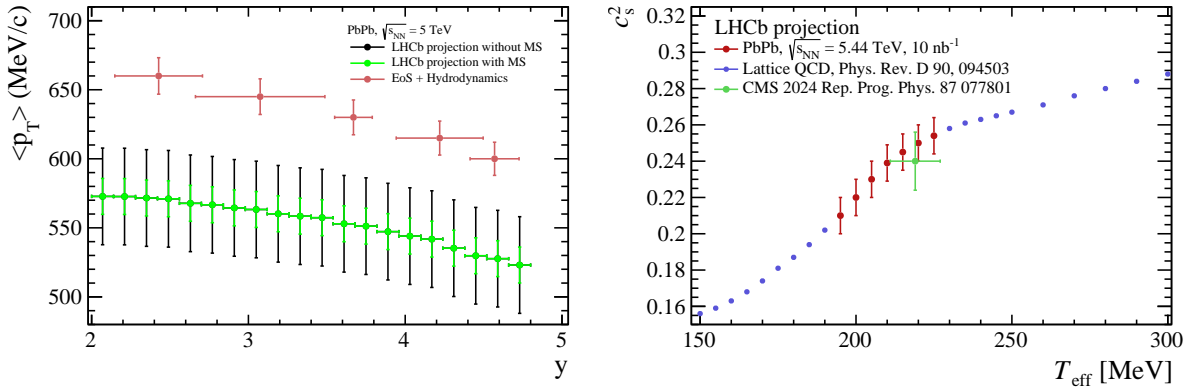 <p_T> (MeV/c)
700
650
600
550
500
2
3
4
5
y
PbPb, √s_NN = 5 TeV
LHCb projection without MS
LHCb projection with MS
EoS + Hydrodynamics
c_s^2
0.32
0.3
0.28
0.26
0.24
0.22
0.2
0.18
0.16
150
200
250
300
T_eff [MeV]
LHCb projection
PbPb, √s_NN = 5.44 TeV, 10 nb^-1
Lattice QCD, Phys. Rev. D 90, 094503
CMS 2024 Rep. Prog. Phys. 87 077801